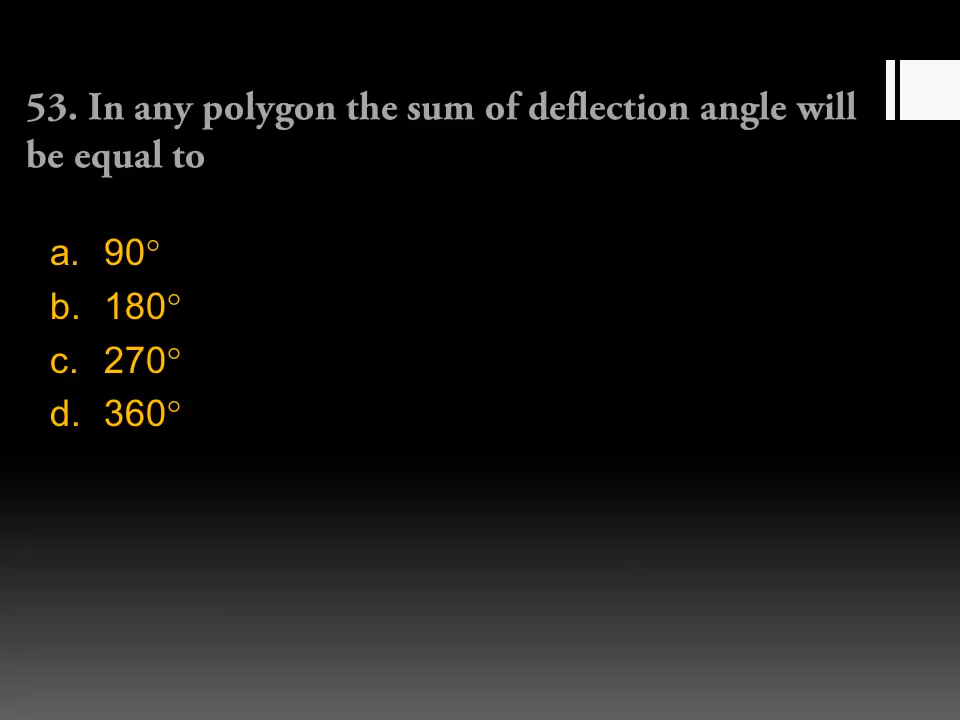 53. In any polygon the sum of deflection angle will
be equal to
a. 90°
b. 180°
c. 270°
d. 360°